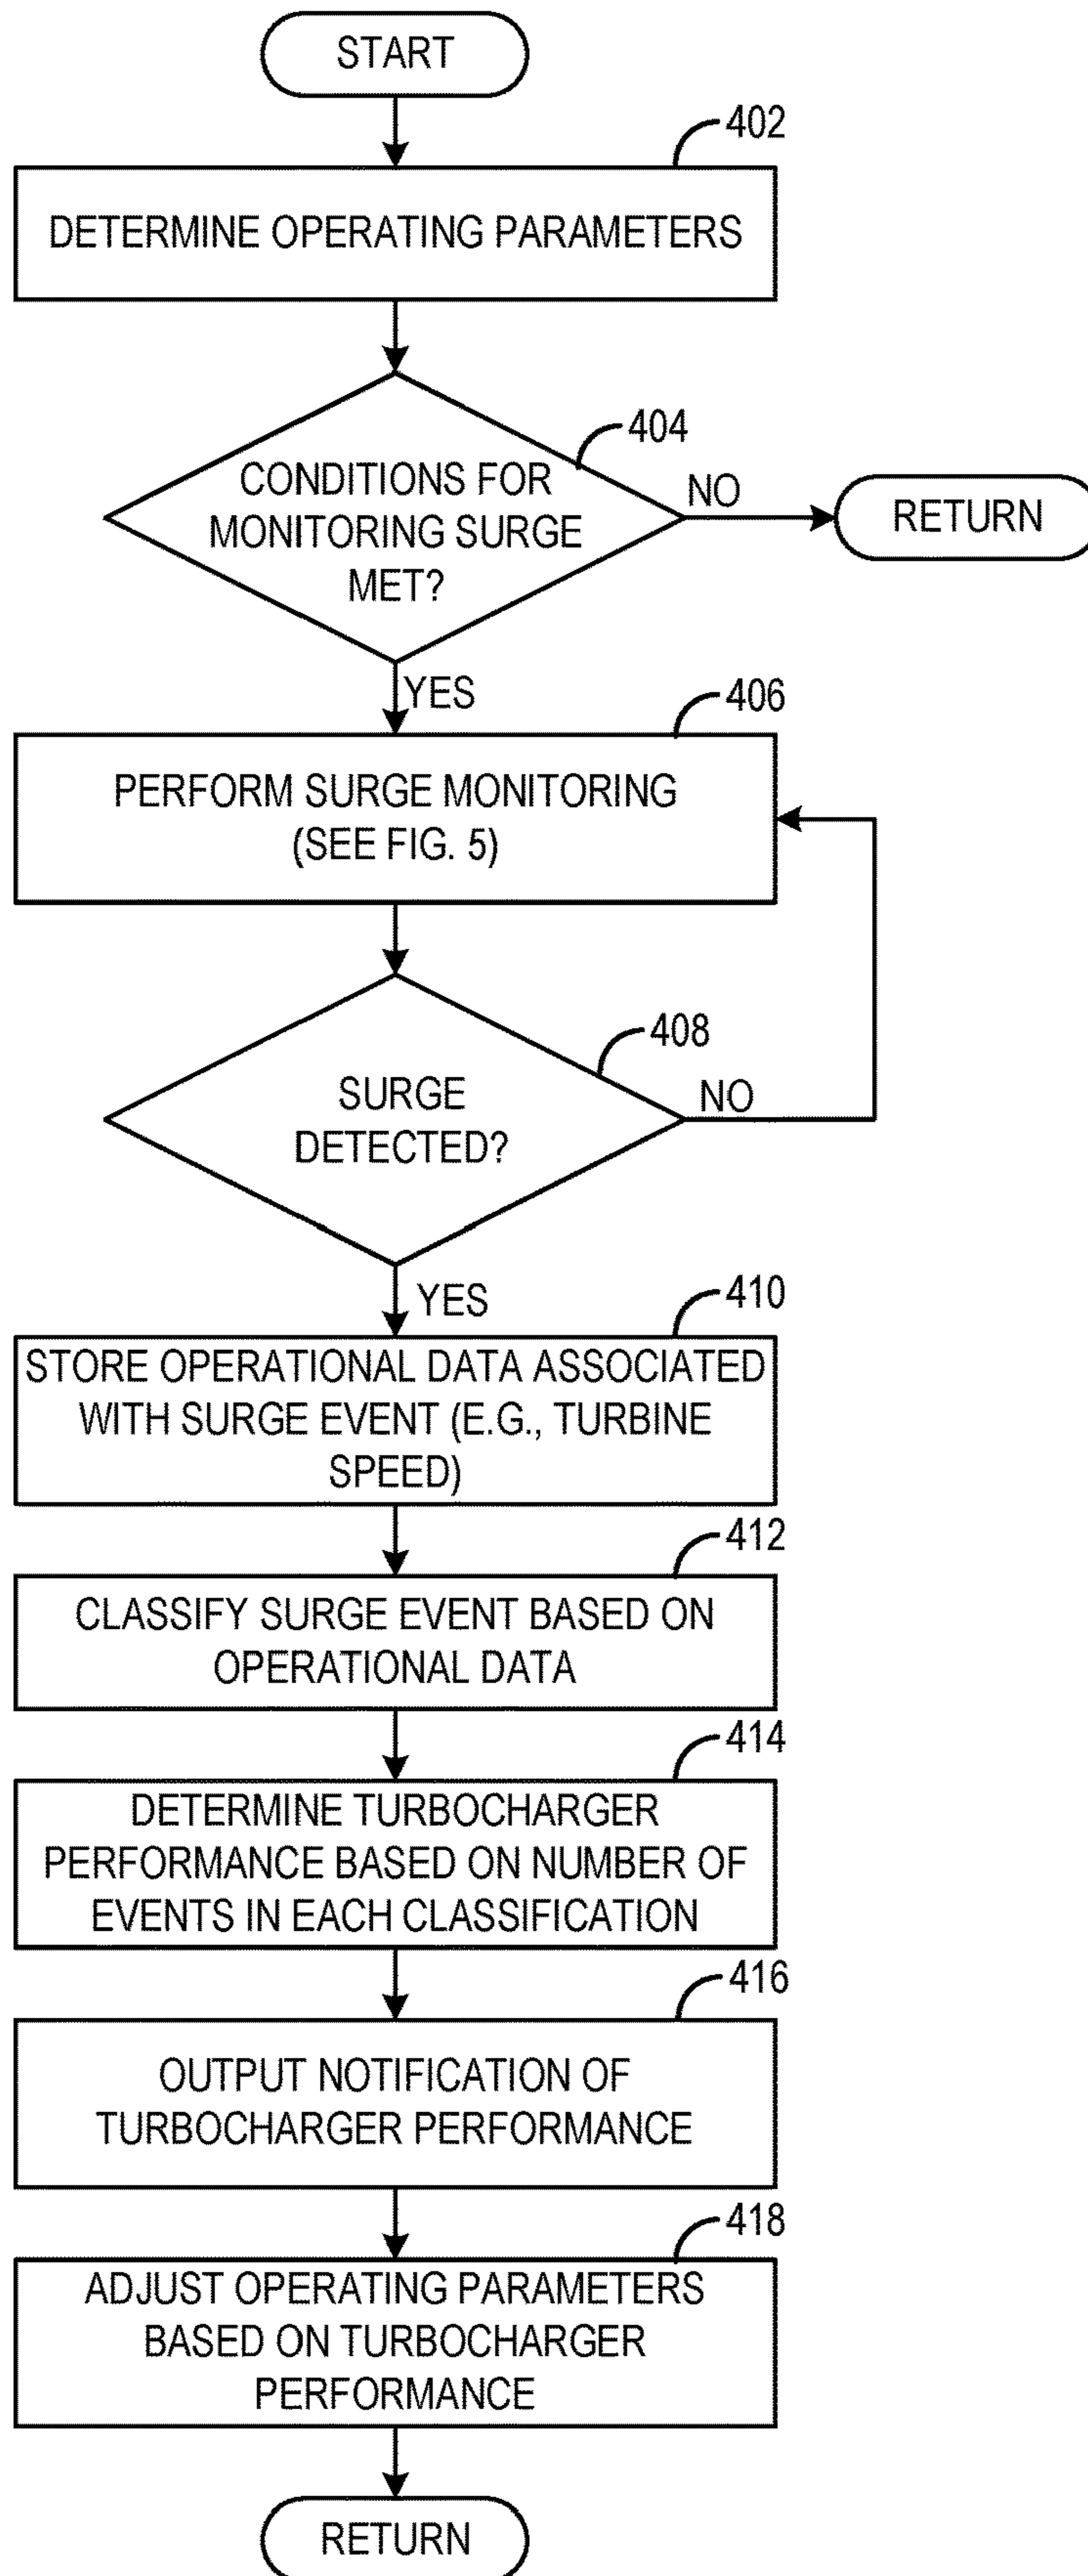 START
402
DETERMINE OPERATING PARAMETERS
404
CONDITIONS FOR
MONITORING SURGE
MET?
NO
RETURN
YES
406
PERFORM SURGE MONITORING
(SEE FIG. 5)
408
SURGE
DETECTED?
NO
YES
410
STORE OPERATIONAL DATA ASSOCIATED
WITH SURGE EVENT (E.G., TURBINE
SPEED)
412
CLASSIFY SURGE EVENT BASED ON
OPERATIONAL DATA
414
DETERMINE TURBOCHARGER
PERFORMANCE BASED ON NUMBER OF
EVENTS IN EACH CLASSIFICATION
416
OUTPUT NOTIFICATION OF
TURBOCHARGER PERFORMANCE
418
ADJUST OPERATING PARAMETERS
BASED ON TURBOCHARGER
PERFORMANCE
RETURN